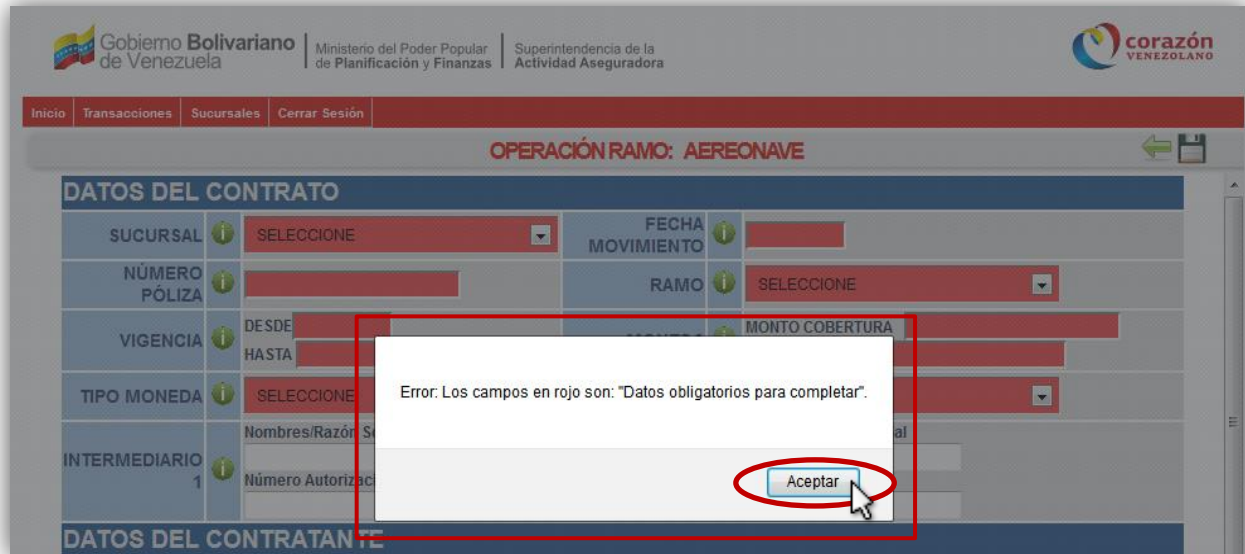 Gobierno Bolivariano
de Venezuela
Ministerio del Poder Popular
de Planificación y Finanzas
Superintendencia de la
Actividad Aseguradora
corazón
VENEZOLANO
Inicio Transacciones Sucursales Cerrar Sesión
OPERACIÓN RAMO: AEREONAVE
DATOS DEL CONTRATO
SUCURSAL SELECCIONE
FECHA
MOVIMIENTO
NÚMERO
PÓLIZA
RAMO SELECCIONE
VIGENCIA
DESDE
HASTA
MONTO COBERTURA
TIPO MONEDA SELECCIONE
INTERMEDIARIO
1
Nombres/Razón
Número
Error: Los campos en rojo son: "Datos obligatorios para completar".
Aceptar
DATOS DEL CONTRATANTE